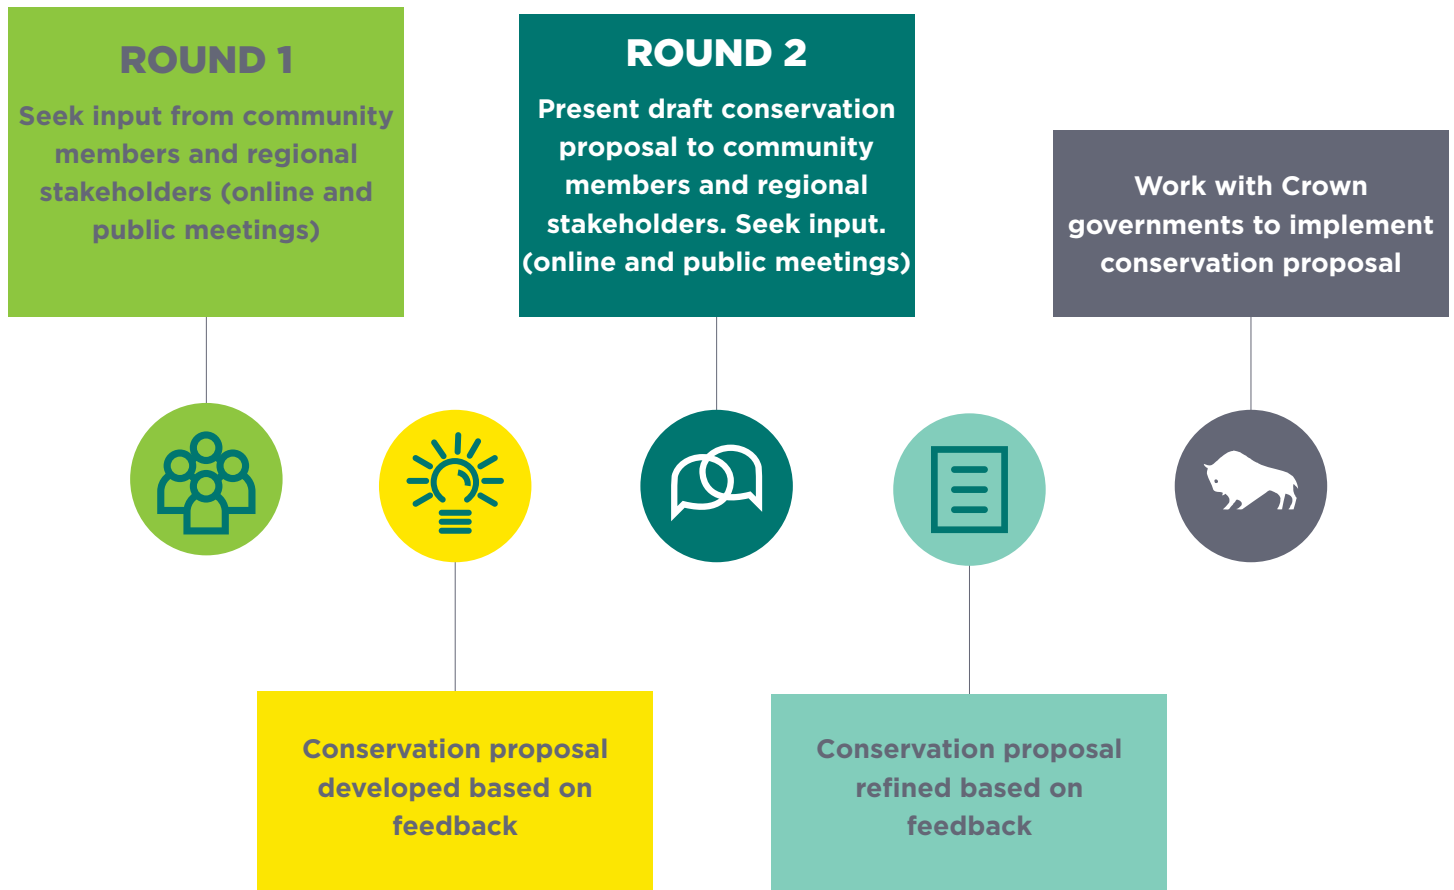 ROUND 1
Seek input from community
members and regional
stakeholders (online and
public meetings)
ROUND 2
Present draft conservation
proposal to community
members and regional
stakeholders. Seek input.
(online and public meetings)
Work with Crown
governments to implement
conservation proposal
Conservation proposal
developed based on
feedback
Conservation proposal
refined based on
feedback